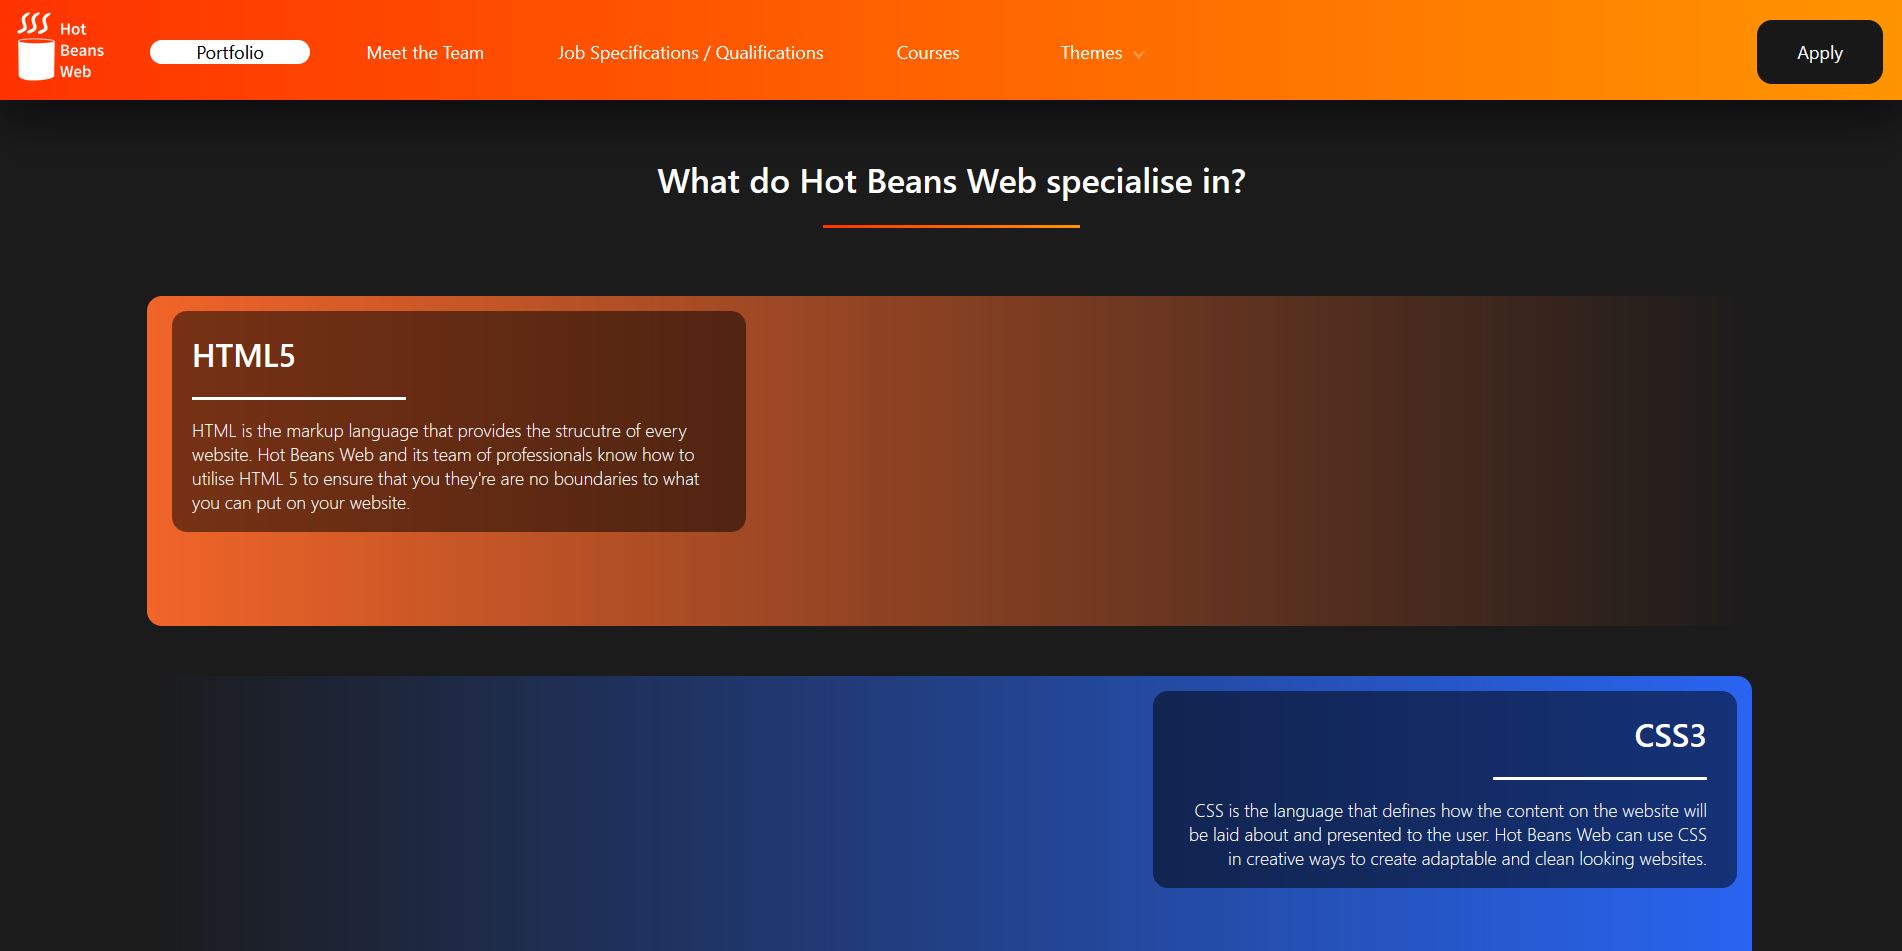 Hot
Beans
Web
Portfolio
Meet the Team
Job Specifications / Qualifications
Courses
Themes
Apply
What do Hot Beans Web specialise in?
HTML5
HTML is the markup language that provides the strucutre of every
website. Hot Beans Web and its team of professionals know how to
utilise HTML 5 to ensure that you they're are no boundaries to what
you can put on your website.
CSS3
CSS is the language that defines how the content on the website will
be laid about and presented to the user. Hot Beans Web can use CSS
in creative ways to create adaptable and clean looking websites.